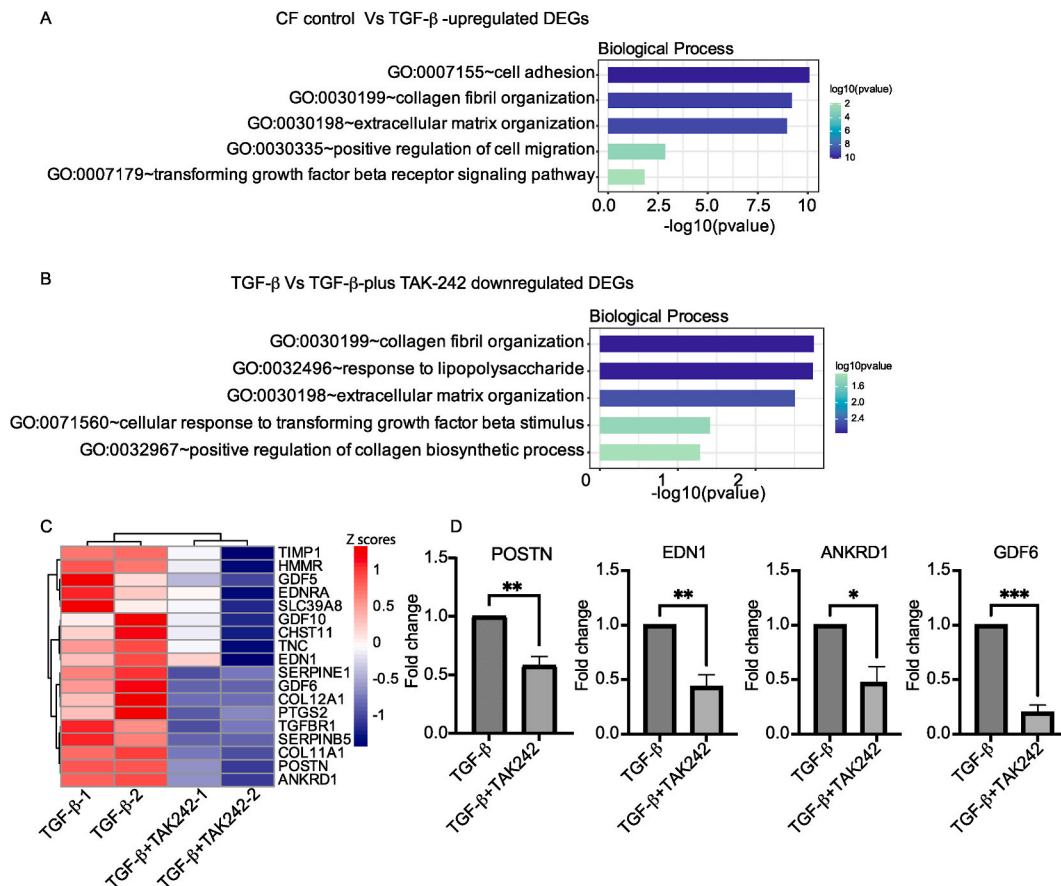 A
CF control Vs TGF-β -upregulated DEGs
Biological Process
GO:0007155~cell adhesion
GO:0030199~collagen fibril organization
GO:0030198~extracellular matrix organization
GO:0030335~positive regulation of cell migration
GO:0007179~transforming growth factor beta receptor signaling pathway
0.0 2.5 5.0 7.5 10
-log10(pvalue)
log10(pvalue)
2
4
6
8
10
B
TGF-β Vs TGF-β-plus TAK-242 downregulated DEGs
Biological Process
GO:0030199~collagen fibril organization
GO:0032496~response to lipopolysaccharide
GO:0030198~extracellular matrix organization
GO:0071560~cellular response to transforming growth factor beta stimulus
GO:0032967~positive regulation of collagen biosynthetic process
0 1 2
-log10(pvalue)
log10pvalue
1.6
2.0
2.4
C
Z scores
1
0.5
0
-0.5
-1
TIMP1
HMMR
GDF5
EDNRA
SLC39A8
GDF10
CHST11
TNC
EDN1
SERPINE1
GDF6
COL12A1
PTGS2
TGFBR1
SERPINB5
COL11A1
POSTN
ANKRD1
TGF-β-1
TGF-β-2
TGF-β+TAK242-1
TGF-β+TAK242-2
D
POSTN
**
Fold change
1.5
1.0
0.5
0.0
TGF-β
TGF-β+TAK242
EDN1
**
Fold change
1.5
1.0
0.5
0.0
TGF-β
TGF-β+TAK242
ANKRD1
*
Fold change
1.5
1.0
0.5
0.0
TGF-β
TGF-β+TAK242
GDF6
***
Fold change
1.5
1.0
0.5
0.0
TGF-β
TGF-β+TAK242